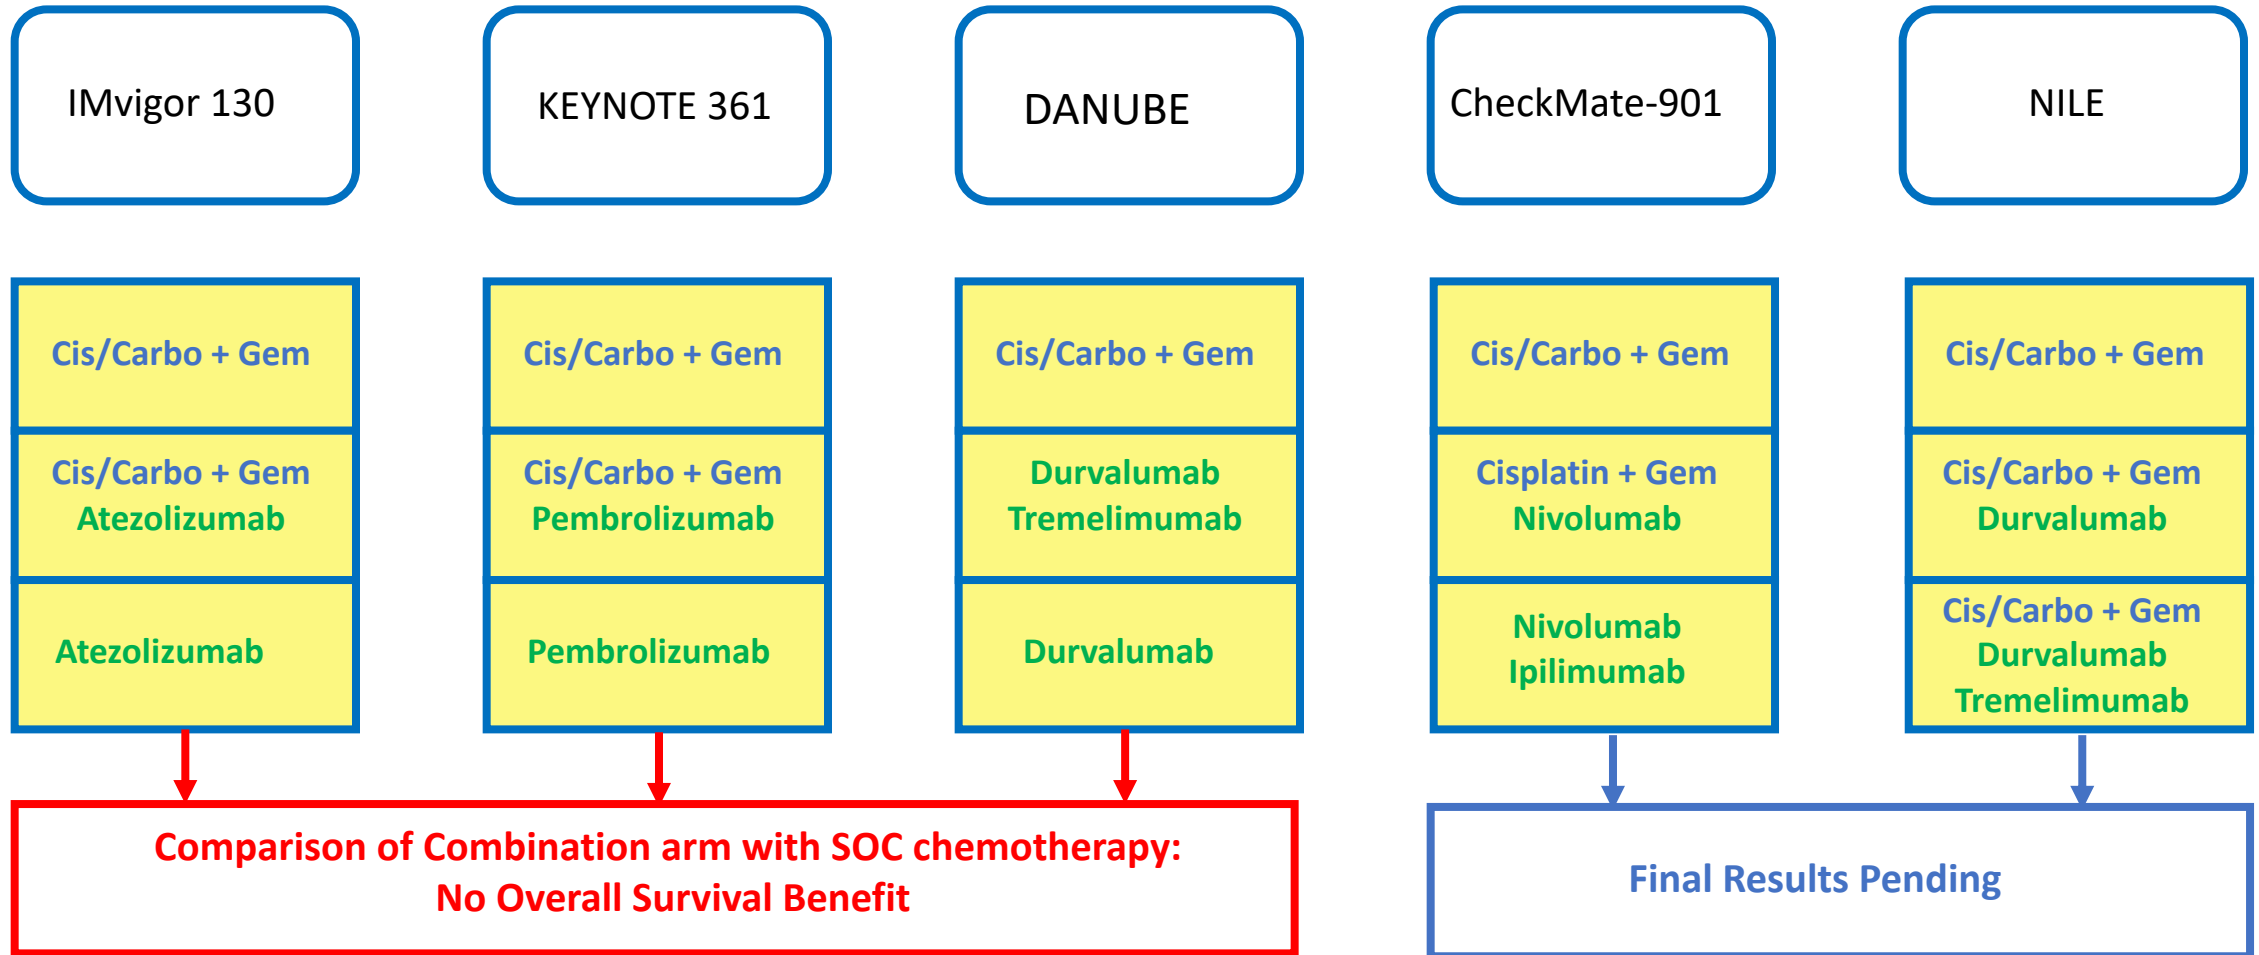 IMvigor 130
KEYNOTE 361
DANUBE
CheckMate-901
NILE
Cis/Carbo + Gem
Cis/Carbo + Gem
Cis/Carbo + Gem
Cis/Carbo + Gem
Cis/Carbo + Gem
Cis/Carbo + Gem
Atezolizumab
Cis/Carbo + Gem
Pembrolizumab
Durvalumab
Tremelimumab
Cisplatin + Gem
Nivolumab
Cis/Carbo + Gem
Durvalumab
Atezolizumab
Pembrolizumab
Durvalumab
Nivolumab
Ipilimumab
Cis/Carbo + Gem
Durvalumab
Tremelimumab
Comparison of Combination arm with SOC chemotherapy:
No Overall Survival Benefit
Final Results Pending